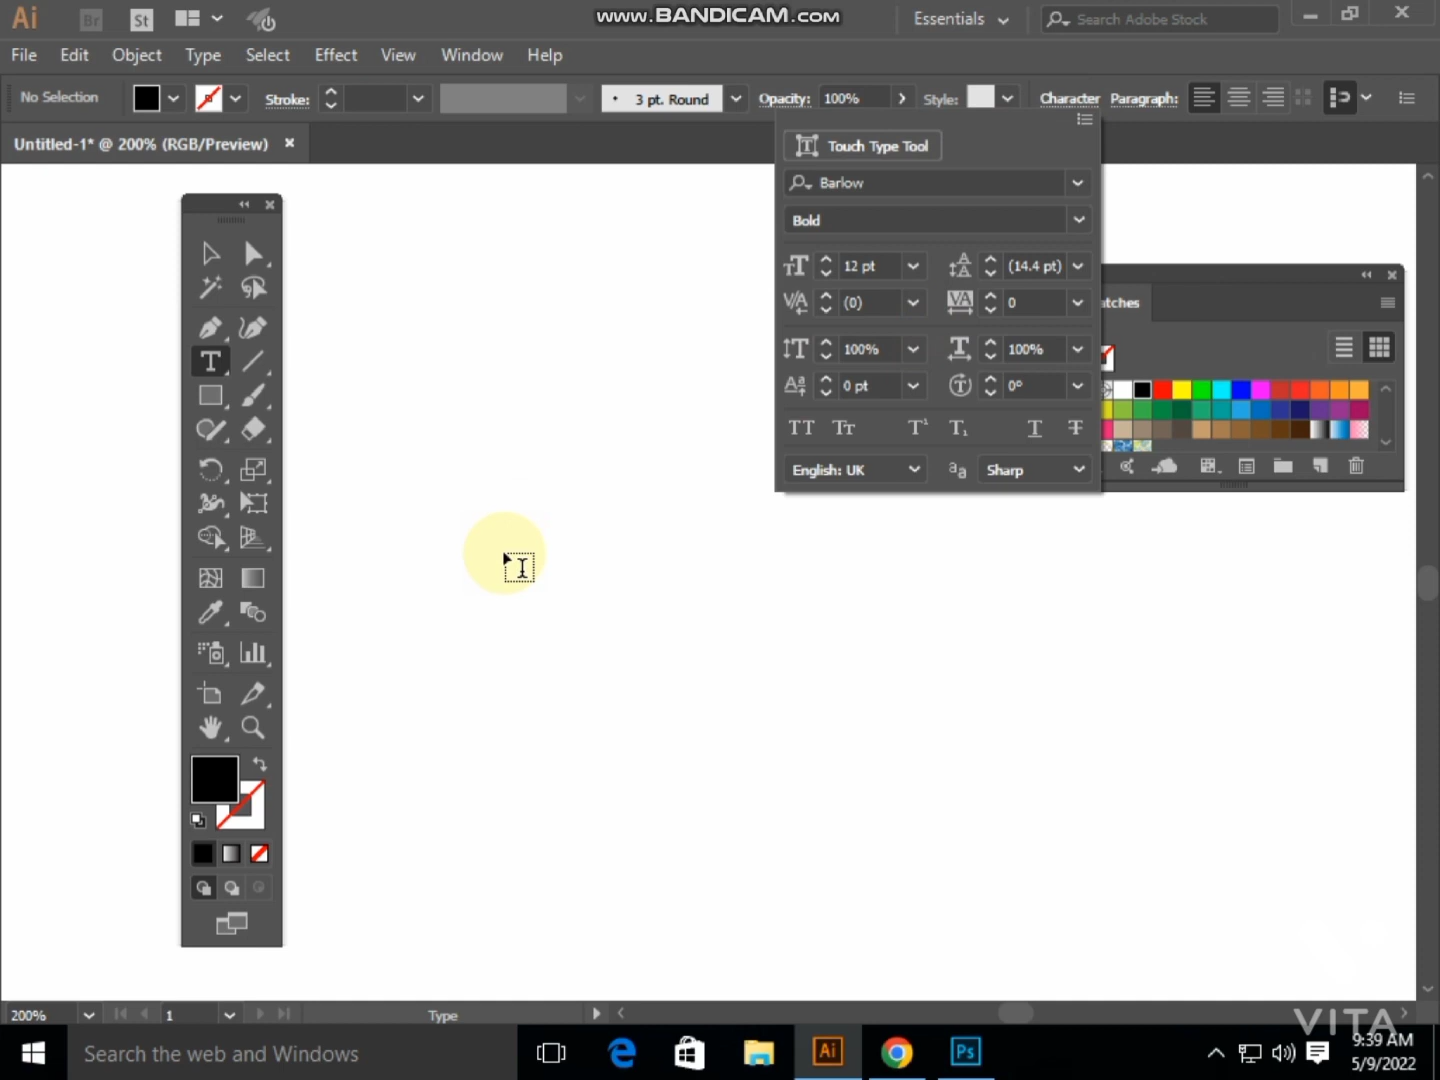 www.BANDICAM.com
Ai
Br
St
Essentials
Search Adobe Stock
File Edit Object Type Select Effect View Window Help
No Selection
Stroke:
3 pt. Round
Opacity: 100%
Style:
Character
Paragraph:
Untitled-1* @ 200% (RGB/Preview)
Touch Type Tool
Barlow
Bold
12 pt
(14.4 pt)
(0)
0
100%
100%
0 pt
0°
English: UK
Sharp
tches
200%
1
Type
VITA
Search the web and Windows
Ai
Ps
9:39 AM
5/9/2022